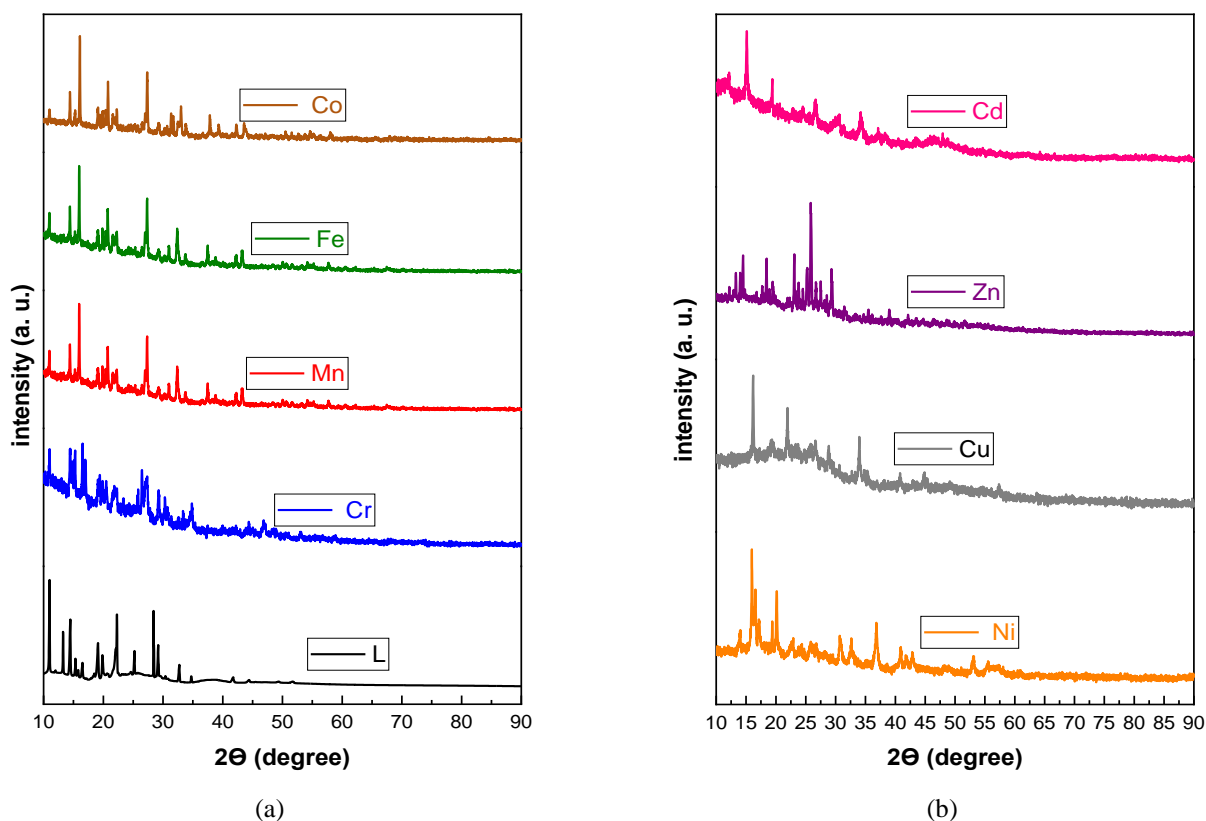 Co
Fe
Mn
Cr
L
intensity (a. u.)
10 20 30 40 50 60 70 80 90
2Θ (degree)
(a)
Cd
Zn
Cu
Ni
intensity (a. u.)
10 15 20 25 30 35 40 45 50 55 60 65 70 75 80 85 90
2Θ (degree)
(b)